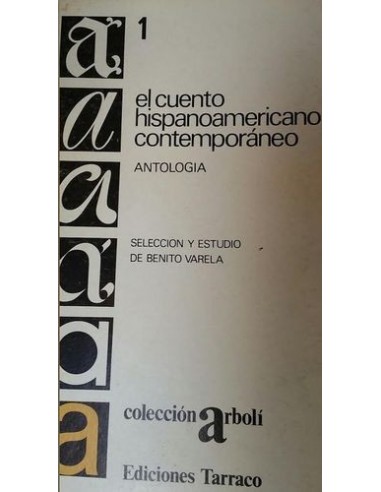 1
el cuento
hispanoamericano
contemporáneo
ANTOLOGIA
SELECCION Y ESTUDIO
DE BENITO VARELA
colección arbolí
Ediciones Tarraco
a
a
a
a
a
a